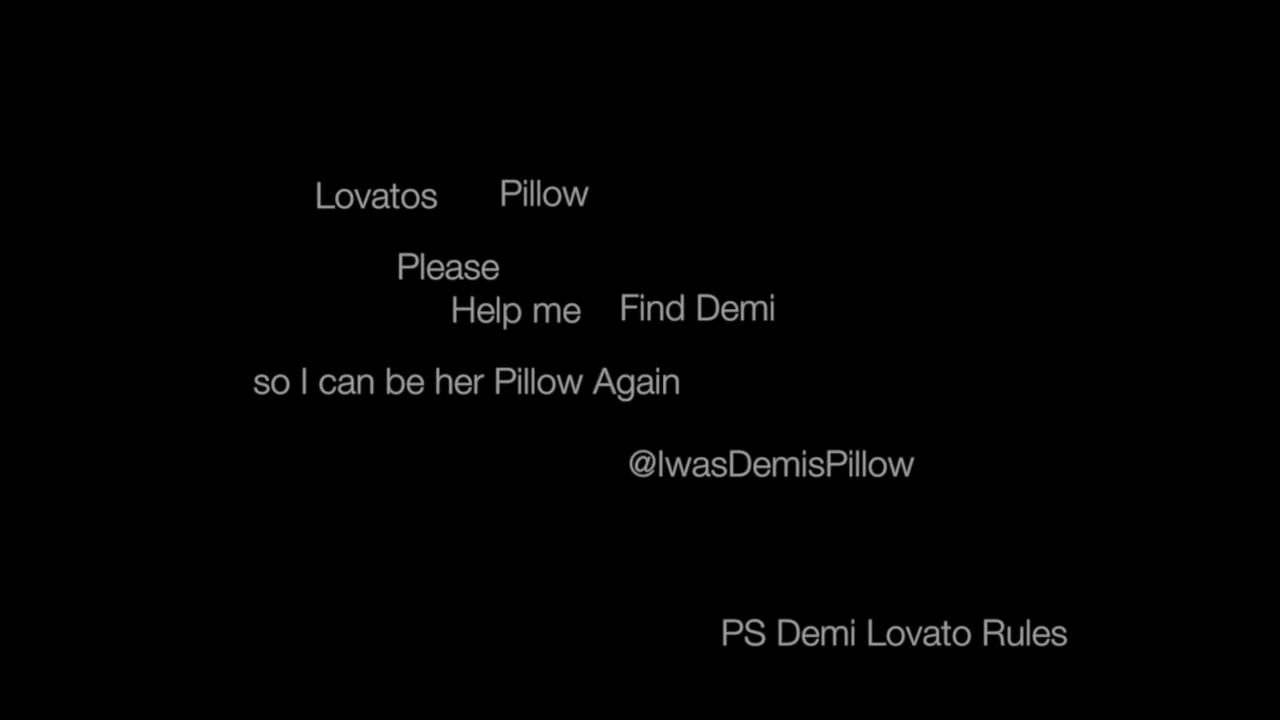 Lovatos Pillow
Please
Help me Find Demi
so I can be her Pillow Again
@IwasDemisPillow
PS Demi Lovato Rules